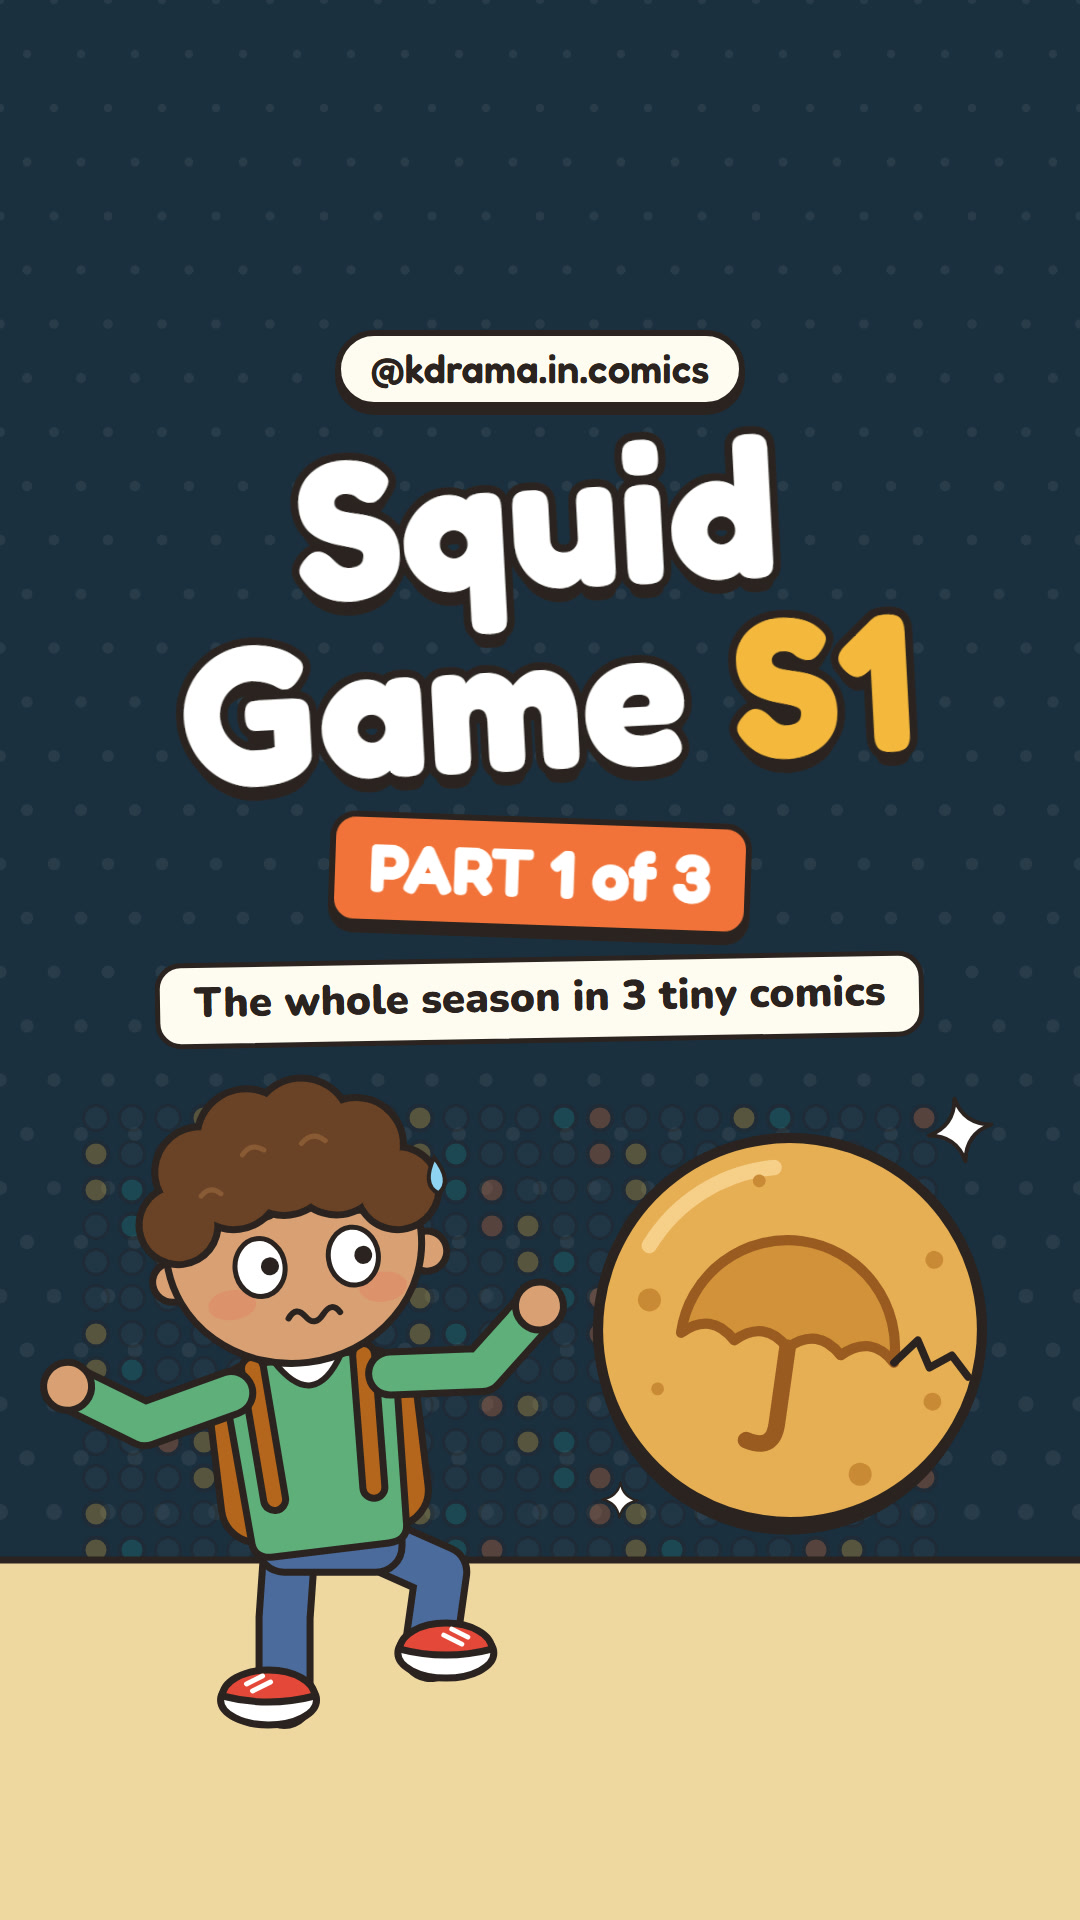 @kdrama.in.comics
Squid
Game S1
PART 1 of 3
The whole season in 3 tiny comics